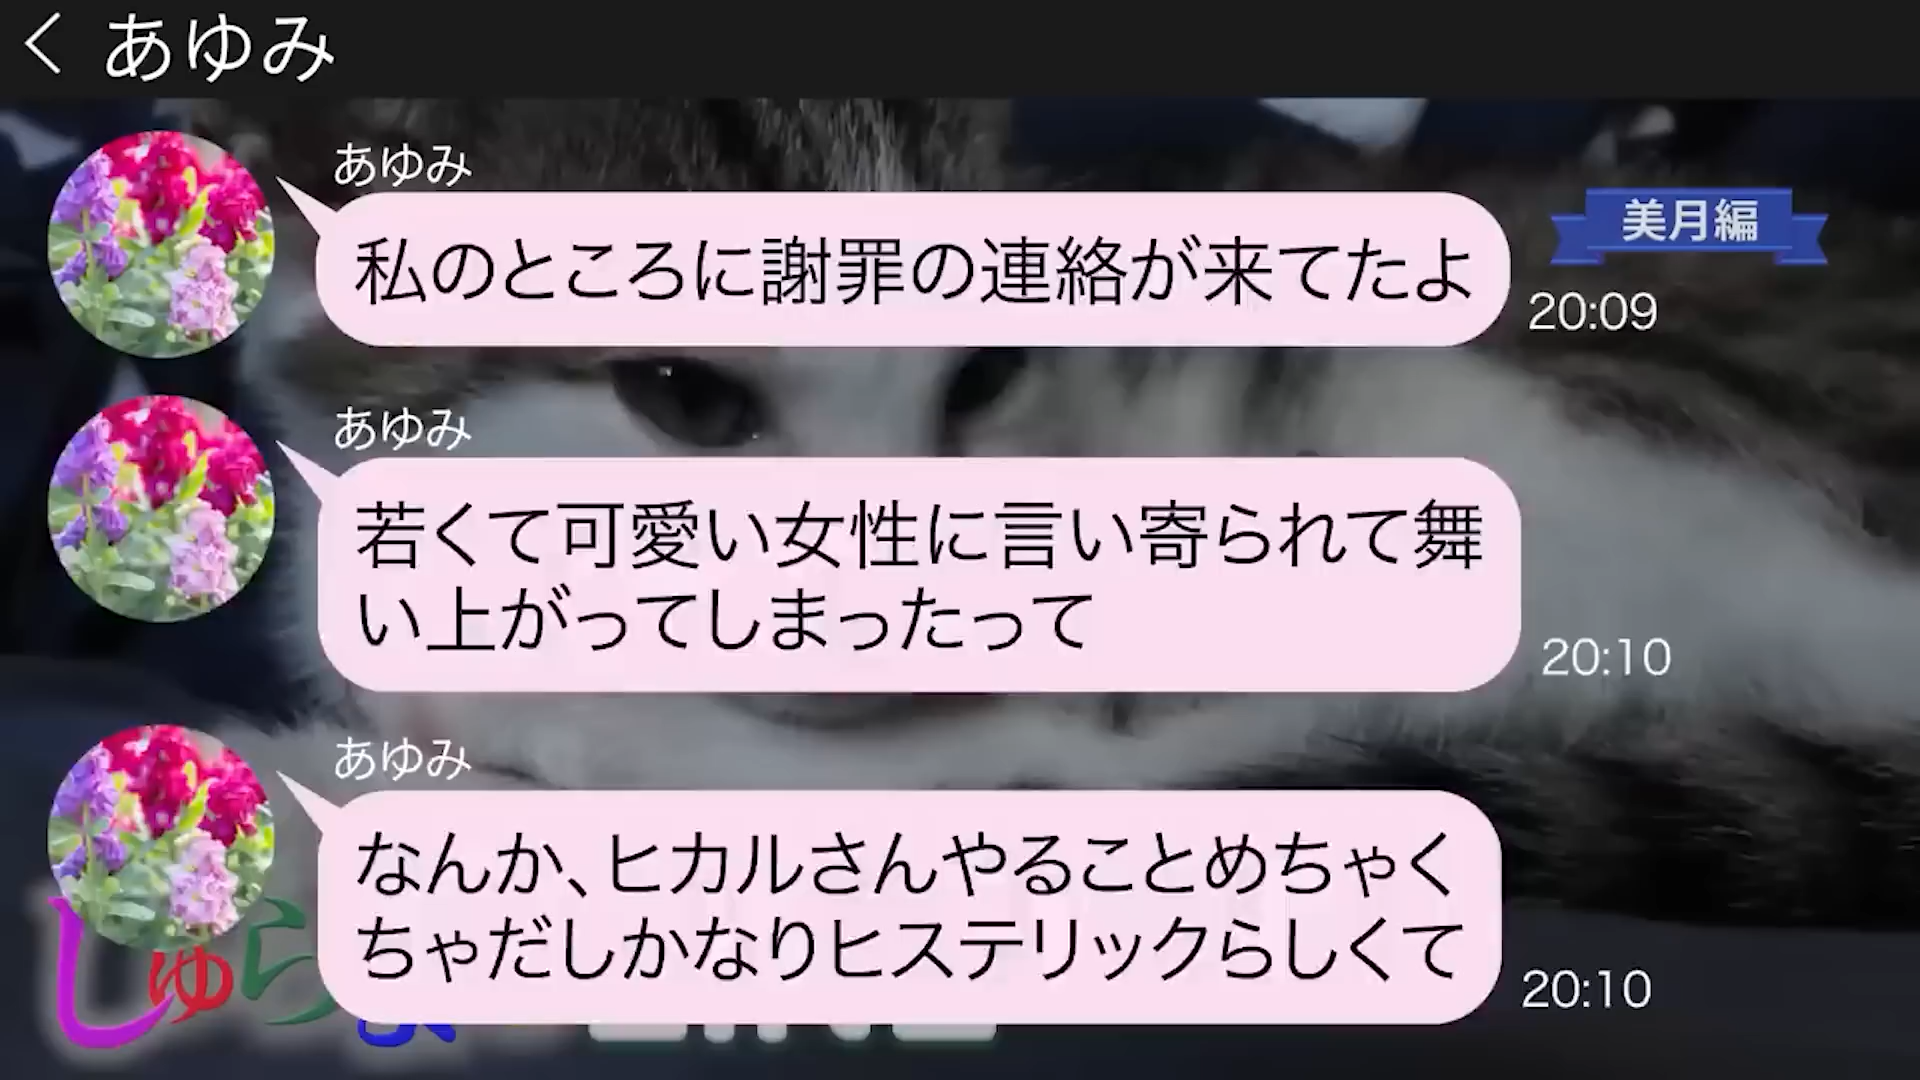 あゆみ
あゆみ
私のところに謝罪の連絡が来てたよ
美月編
20:09
あゆみ
若くて可愛い女性に言い寄られて舞
い上がってしまったって
20:10
あゆみ
なんか、ヒカルさんやることめちゃく
ちゃだしかなりヒステリックらしくて
20:10
しゅら